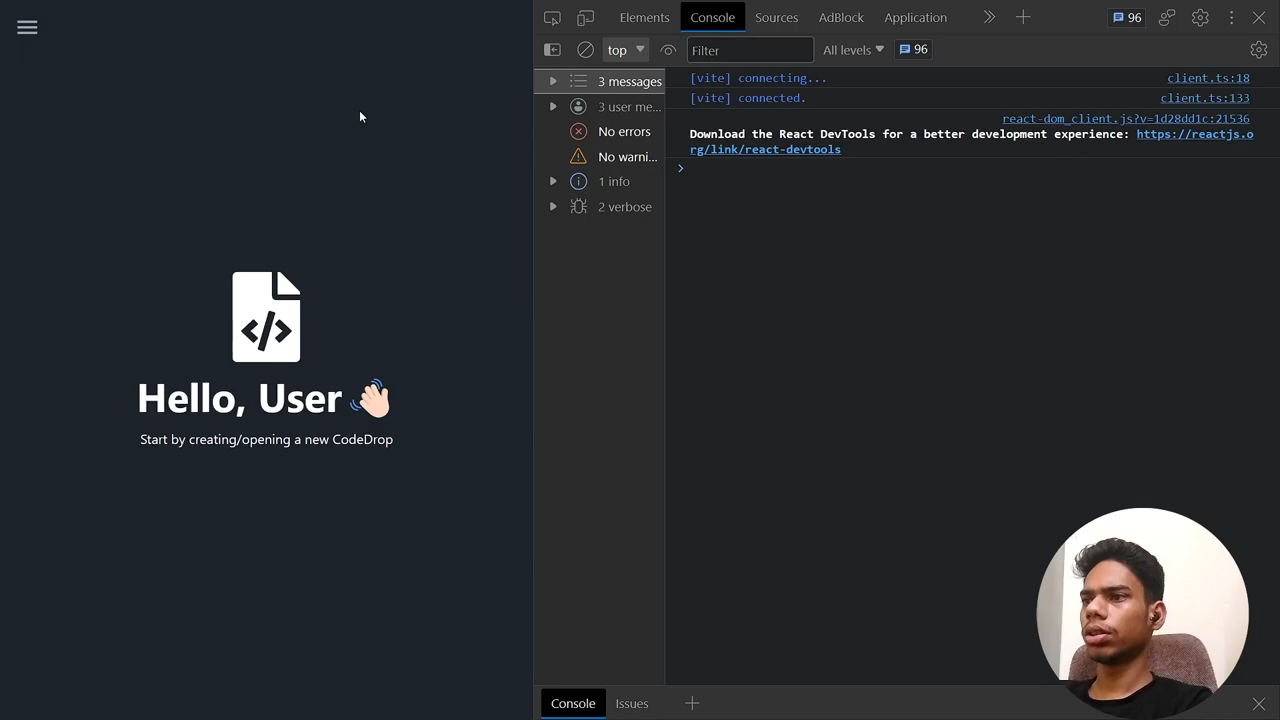 Elements
Console
Sources
AdBlock
Application
96
top
Filter
All levels
96
3 messages
[vite] connecting...
client.ts:18
3 user me...
[vite] connected.
client.ts:133
react-dom_client.js?v=1d28dd1c:21536
No errors
Download the React DevTools for a better development experience: https://reactjs.o
rg/link/react-devtools
No warni...
1 info
2 verbose
</>
Hello, User 👋🏻
Start by creating/opening a new CodeDrop
Console
Issues